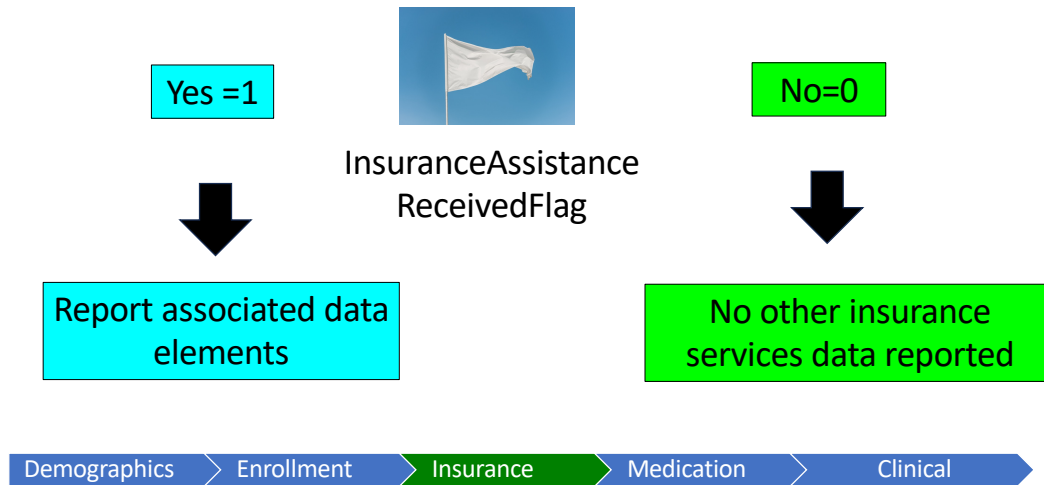 Yes =1
No=0
InsuranceAssistance
ReceivedFlag
Report associated data
elements
No other insurance
services data reported
Demographics
Enrollment
Insurance
Medication
Clinical